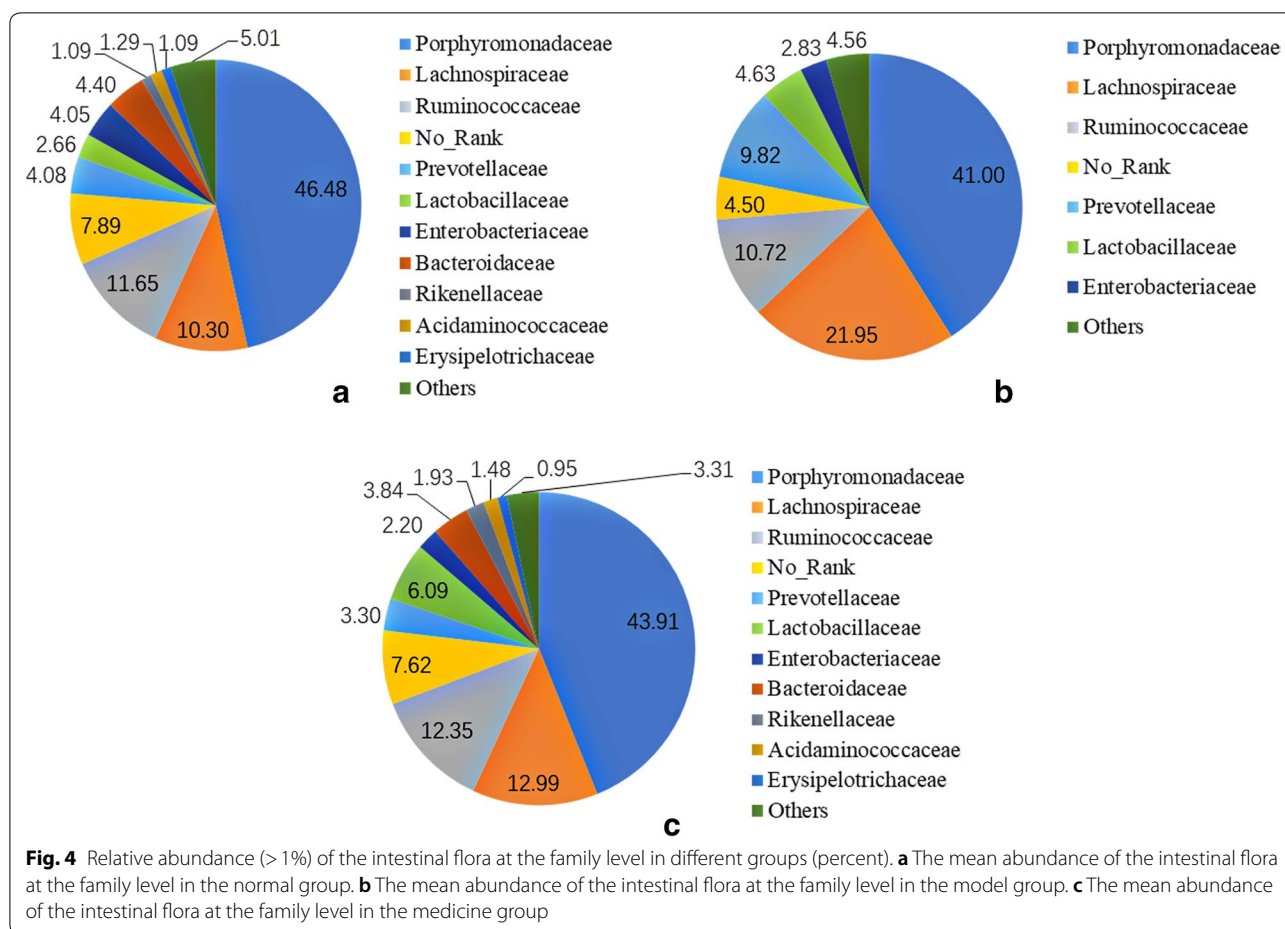 1.09
1.29
1.09
5.01
4.40
4.05
2.66
4.08
7.89
11.65
10.30
46.48
Porphyromonadaceae
Lachnospiraceae
Ruminococcaceae
No_Rank
Prevotellaceae
Lactobacillaceae
Enterobacteriaceae
Bacteroidaceae
Rikenellaceae
Acidaminococcaceae
Erysipelotrichaceae
Others
a
2.83
4.56
4.63
9.82
4.50
10.72
21.95
41.00
Porphyromonadaceae
Lachnospiraceae
Ruminococcaceae
No_Rank
Prevotellaceae
Lactobacillaceae
Enterobacteriaceae
Others
b
1.93
1.48
0.95
3.31
3.84
2.20
6.09
3.30
7.62
12.35
12.99
43.91
Porphyromonadaceae
Lachnospiraceae
Ruminococcaceae
No_Rank
Prevotellaceae
Lactobacillaceae
Enterobacteriaceae
Bacteroidaceae
Rikenellaceae
Acidaminococcaceae
Erysipelotrichaceae
Others
c
Fig. 4 Relative abundance (> 1%) of the intestinal flora at the family level in different groups (percent). a The mean abundance of the intestinal flora
at the family level in the normal group. b The mean abundance of the intestinal flora at the family level in the model group. c The mean abundance
of the intestinal flora at the family level in the medicine group